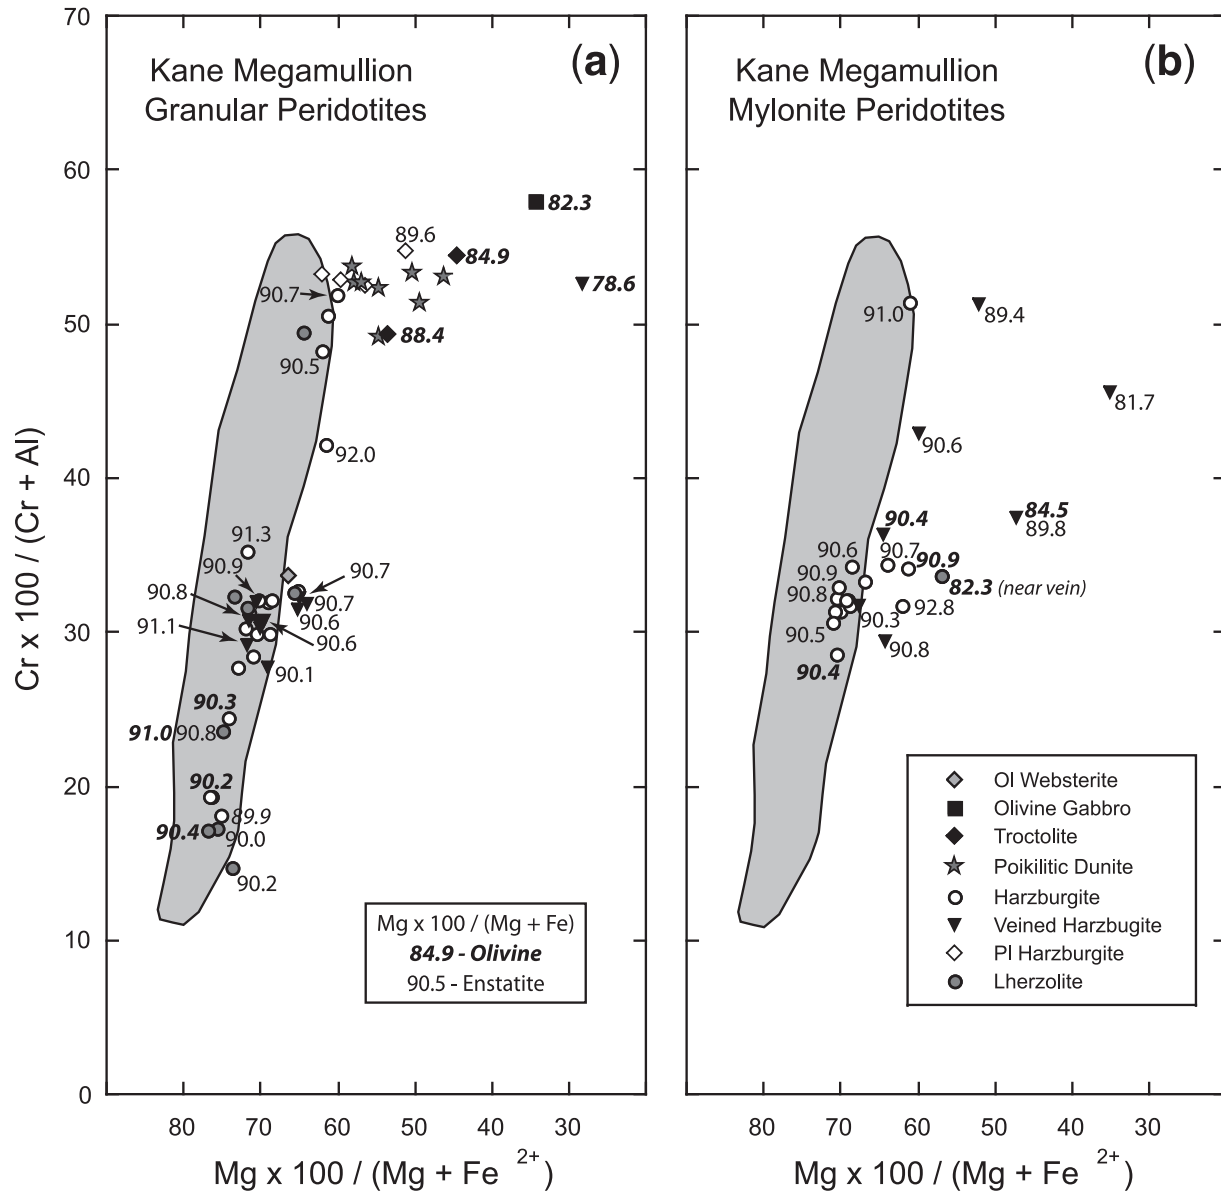 70
60
50
40
30
20
10
0
Cr x 100 / (Cr + Al)
Kane Megamullion
Granular Peridotites
(a)
82.3
89.6
84.9
78.6
90.7
88.4
90.5
92.0
91.3
90.9
90.7
90.8
90.7
90.6
91.1
90.6
90.1
90.3
91.0 90.8
90.2
89.9
90.4
90.0
90.2
Mg x 100 / (Mg + Fe)
84.9 - Olivine
90.5 - Enstatite
80 70 60 50 40 30
Mg x 100 / (Mg + Fe 2+)
Kane Megamullion
Mylonite Peridotites
(b)
91.0
89.4
81.7
90.6
90.4
84.5
89.8
90.6
90.7
90.9
90.9
82.3 (near vein)
90.8
92.8
90.3
90.5
90.8
90.4
Ol Websterite
Olivine Gabbro
Troctolite
Poikilitic Dunite
Harzburgite
Veined Harzbugite
Pl Harzburgite
Lherzolite
80 70 60 50 40 30
Mg x 100 / (Mg + Fe 2+)